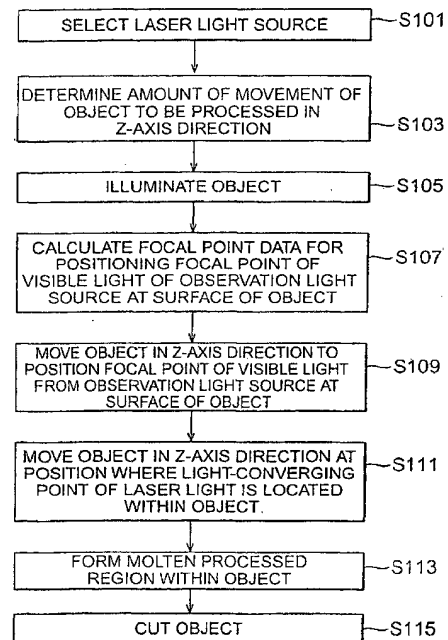 SELECT LASER LIGHT SOURCE
S101
DETERMINE AMOUNT OF MOVEMENT OF
OBJECT TO BE PROCESSED IN
Z-AXIS DIRECTION
S103
ILLUMINATE OBJECT
S105
CALCULATE FOCAL POINT DATA FOR
POSITIONING FOCAL POINT OF
VISIBLE LIGHT OF OBSERVATION LIGHT
SOURCE AT SURFACE OF OBJECT
S107
MOVE OBJECT IN Z-AXIS DIRECTION TO
POSITION FOCAL POINT OF VISIBLE LIGHT
FROM OBSERVATION LIGHT SOURCE AT
SURFACE OF OBJECT
S109
MOVE OBJECT IN Z-AXIS DIRECTION AT
POSITION WHERE LIGHT-CONVERGING
POINT OF LASER LIGHT IS LOCATED
WITHIN OBJECT.
S111
FORM MOLTEN PROCESSED
REGION WITHIN OBJECT
S113
CUT OBJECT
S115